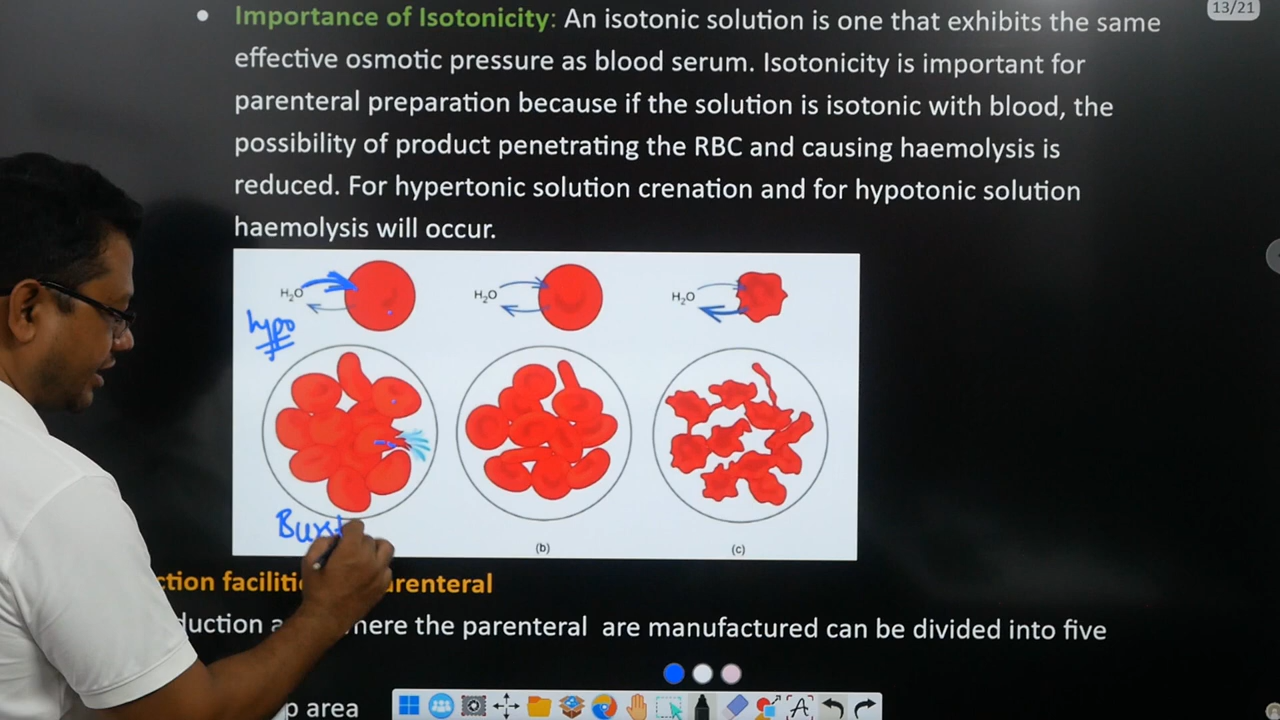 13/21
• Importance of Isotonicity: An isotonic solution is one that exhibits the same
effective osmotic pressure as blood serum. Isotonicity is important for
parenteral preparation because if the solution is isotonic with blood, the
possibility of product penetrating the RBC and causing haemolysis is
reduced. For hypertonic solution crenation and for hypotonic solution
haemolysis will occur.
H₂O H₂O H₂O
hypo
Burst
(b) (c)
ction faciliti arenteral
duction a here the parenteral are manufactured can be divided into five
p area